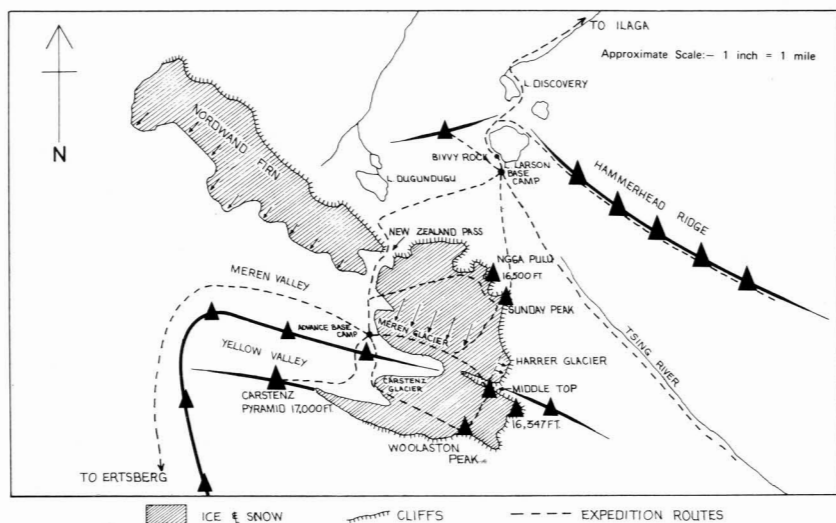 TO ILAGA
Approximate Scale:– 1 inch = 1 mile
L DISCOVERY
N
NORDWAND FIRN
BIVVY ROCK
L. LARSON
BASE
CAMP
L DUGUNDUGU
HAMMERHEAD RIDGE
NEW ZEALAND PASS
NGGA PULU
16,500 FT.
MEREN VALLEY
SUNDAY PEAK
ADVANCE BASE
CAMP
MEREN GLACIER
TSING RIVER
YELLOW VALLEY
HARRER GLACIER
CARSTENZ
GLACIER
MIDDLE TOP
CARSTENZ
PYRAMID 17,000 FT.
16,547 FT.
WOOLASTON
PEAK
TO ERTSBERG
ICE & SNOW
CLIFFS
EXPEDITION ROUTES